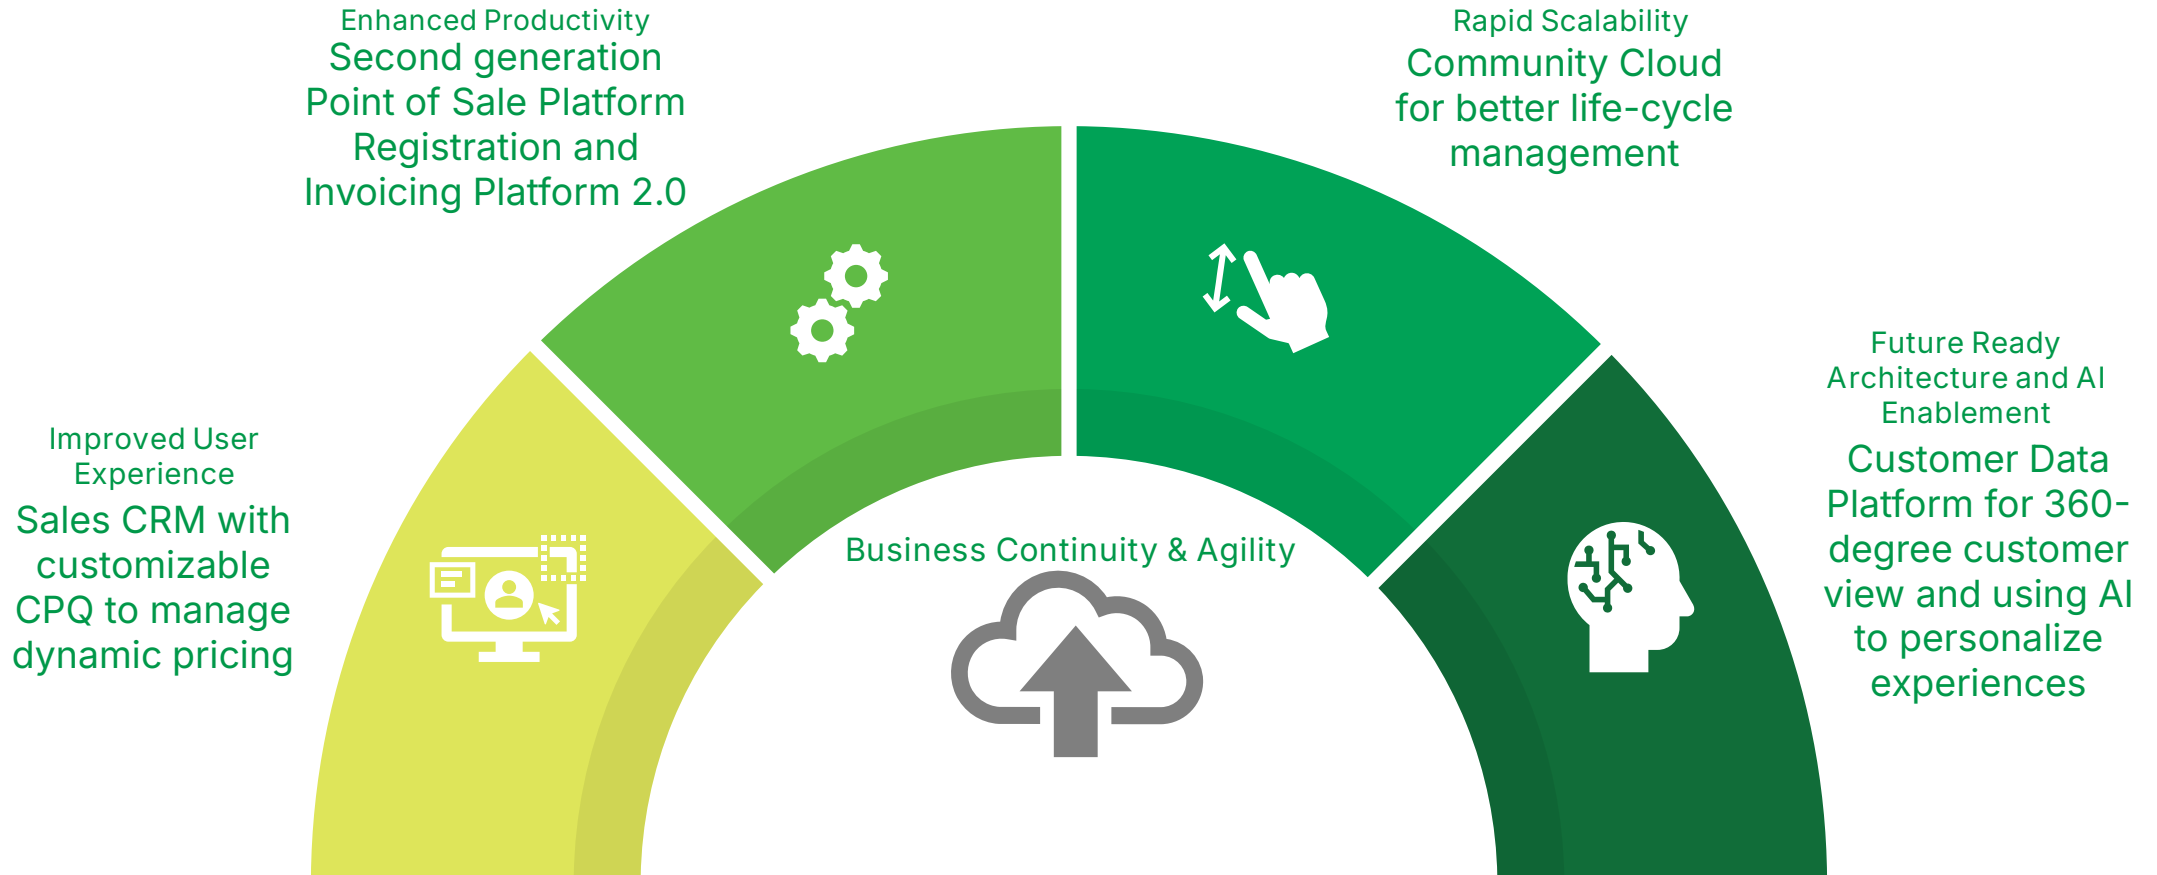 Enhanced Productivity
Second generation
Point of Sale Platform
Registration and
Invoicing Platform 2.0
Rapid Scalability
Community Cloud
for better life-cycle
management
Improved User
Experience
Sales CRM with
customizable
CPQ to manage
dynamic pricing
Business Continuity & Agility
Future Ready
Architecture and AI
Enablement
Customer Data
Platform for 360-
degree customer
view and using AI
to personalize
experiences